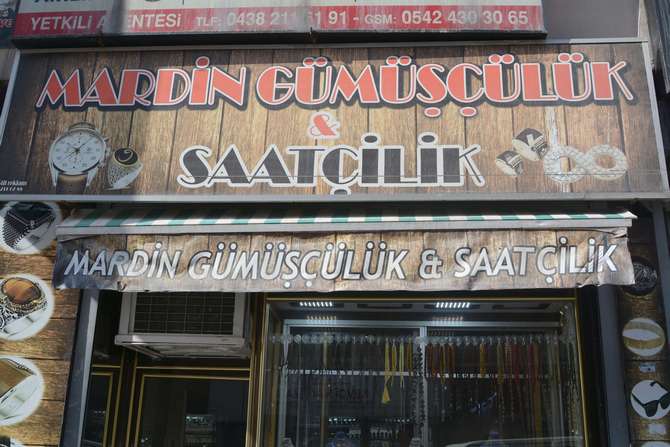 YETKİLİ ACENTESİ TLF: 0438 211 61 91 - GSM: 0542 430 30 65
MARDİN GÜMÜŞÇÜLÜK
&
SAATÇİLİK
MARDİN GÜMÜŞÇÜLÜK & SAATÇİLİK